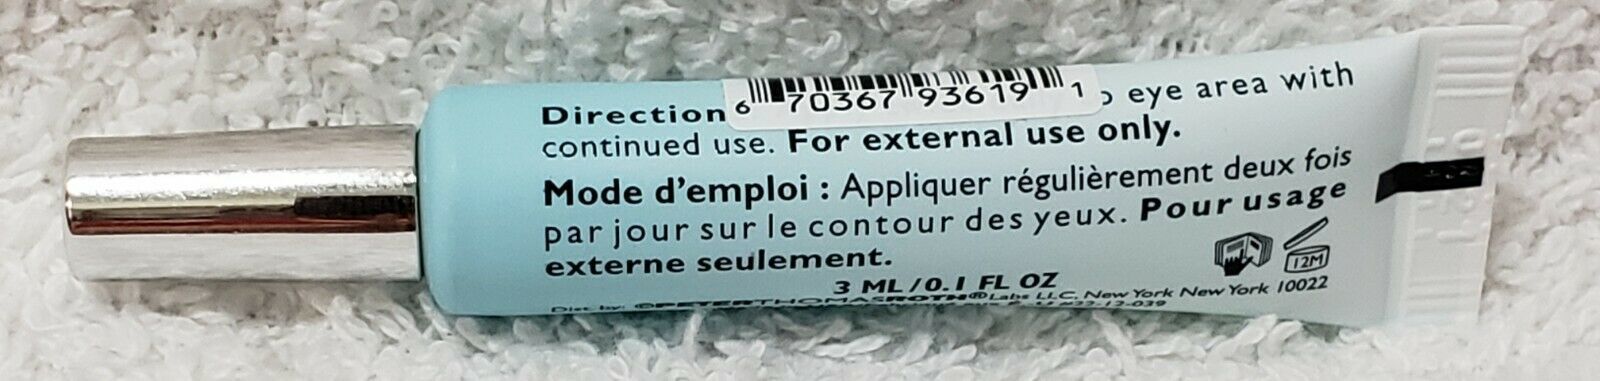 6 70367 93619 1
Direction eye area with
continued use. For external use only.
Mode d'emploi : Appliquer régulièrement deux fois
par jour sur le contour des yeux. Pour usage
externe seulement.
12M
3 ML/0.1 FL OZ
Dist. by: ©PETERTHOMASROTH® Labs LLC, New York New York 10022